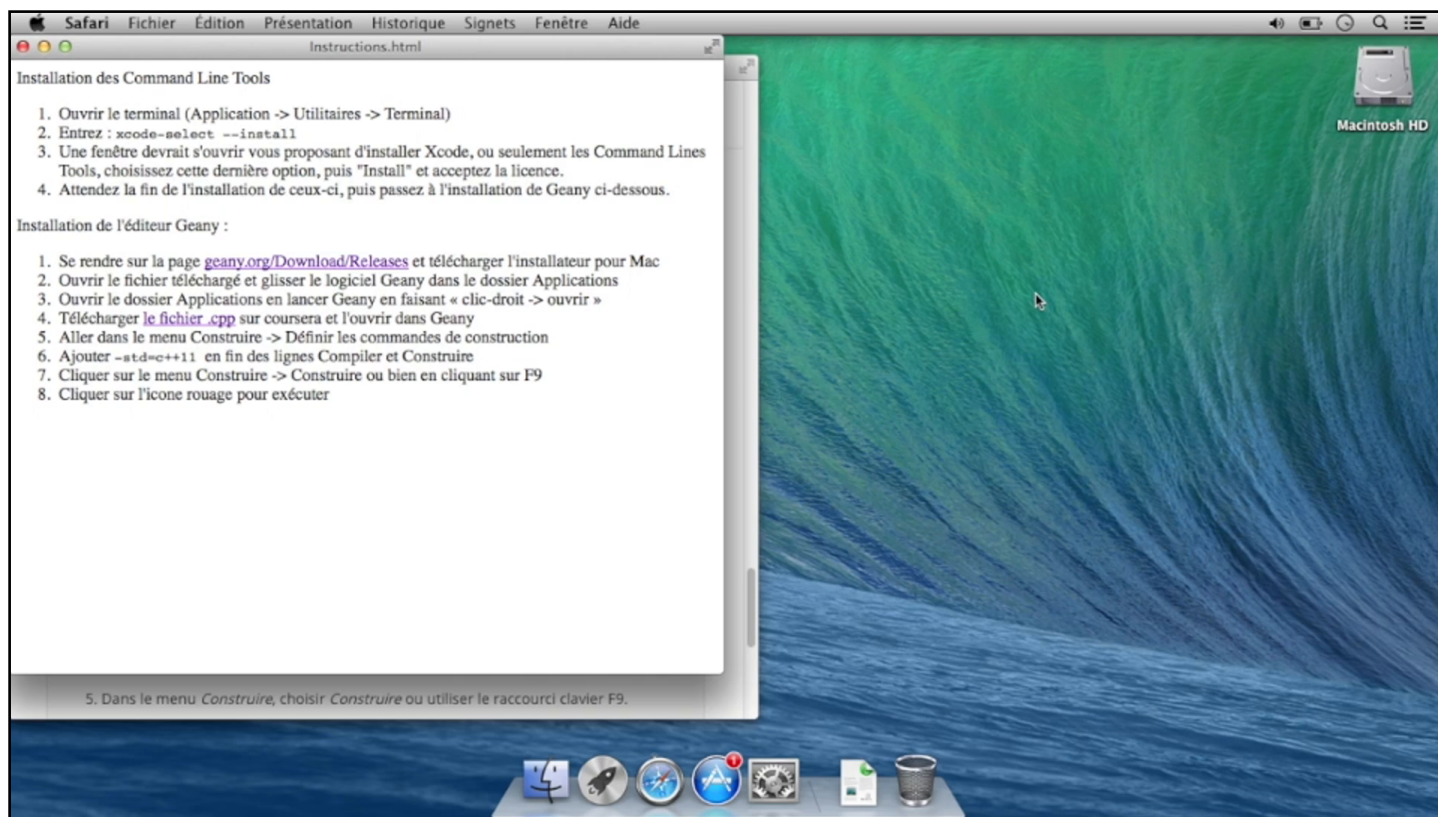 Safari Fichier Édition Présentation Historique Signets Fenêtre Aide
Instructions.html
Installation des Command Line Tools
1. Ouvrir le terminal (Application -> Utilitaires -> Terminal)
2. Entrez : xcode-select --install
3. Une fenêtre devrait s'ouvrir vous proposant d'installer Xcode, ou seulement les Command Lines
Tools, choisissez cette dernière option, puis "Install" et acceptez la licence.
4. Attendez la fin de l'installation de ceux-ci, puis passez à l'installation de Geany ci-dessous.
Installation de l'éditeur Geany :
1. Se rendre sur la page geany.org/Download/Releases et télécharger l'installateur pour Mac
2. Ouvrir le fichier téléchargé et glisser le logiciel Geany dans le dossier Applications
3. Ouvrir le dossier Applications en lancer Geany en faisant « clic-droit -> ouvrir »
4. Télécharger le fichier .cpp sur coursera et l'ouvrir dans Geany
5. Aller dans le menu Construire -> Définir les commandes de construction
6. Ajouter -std=c++11 en fin des lignes Compiler et Construire
7. Cliquer sur le menu Construire -> Construire ou bien en cliquant sur F9
8. Cliquer sur l'icone rouage pour exécuter
5. Dans le menu Construire, choisir Construire ou utiliser le raccourci clavier F9.
Macintosh HD
1